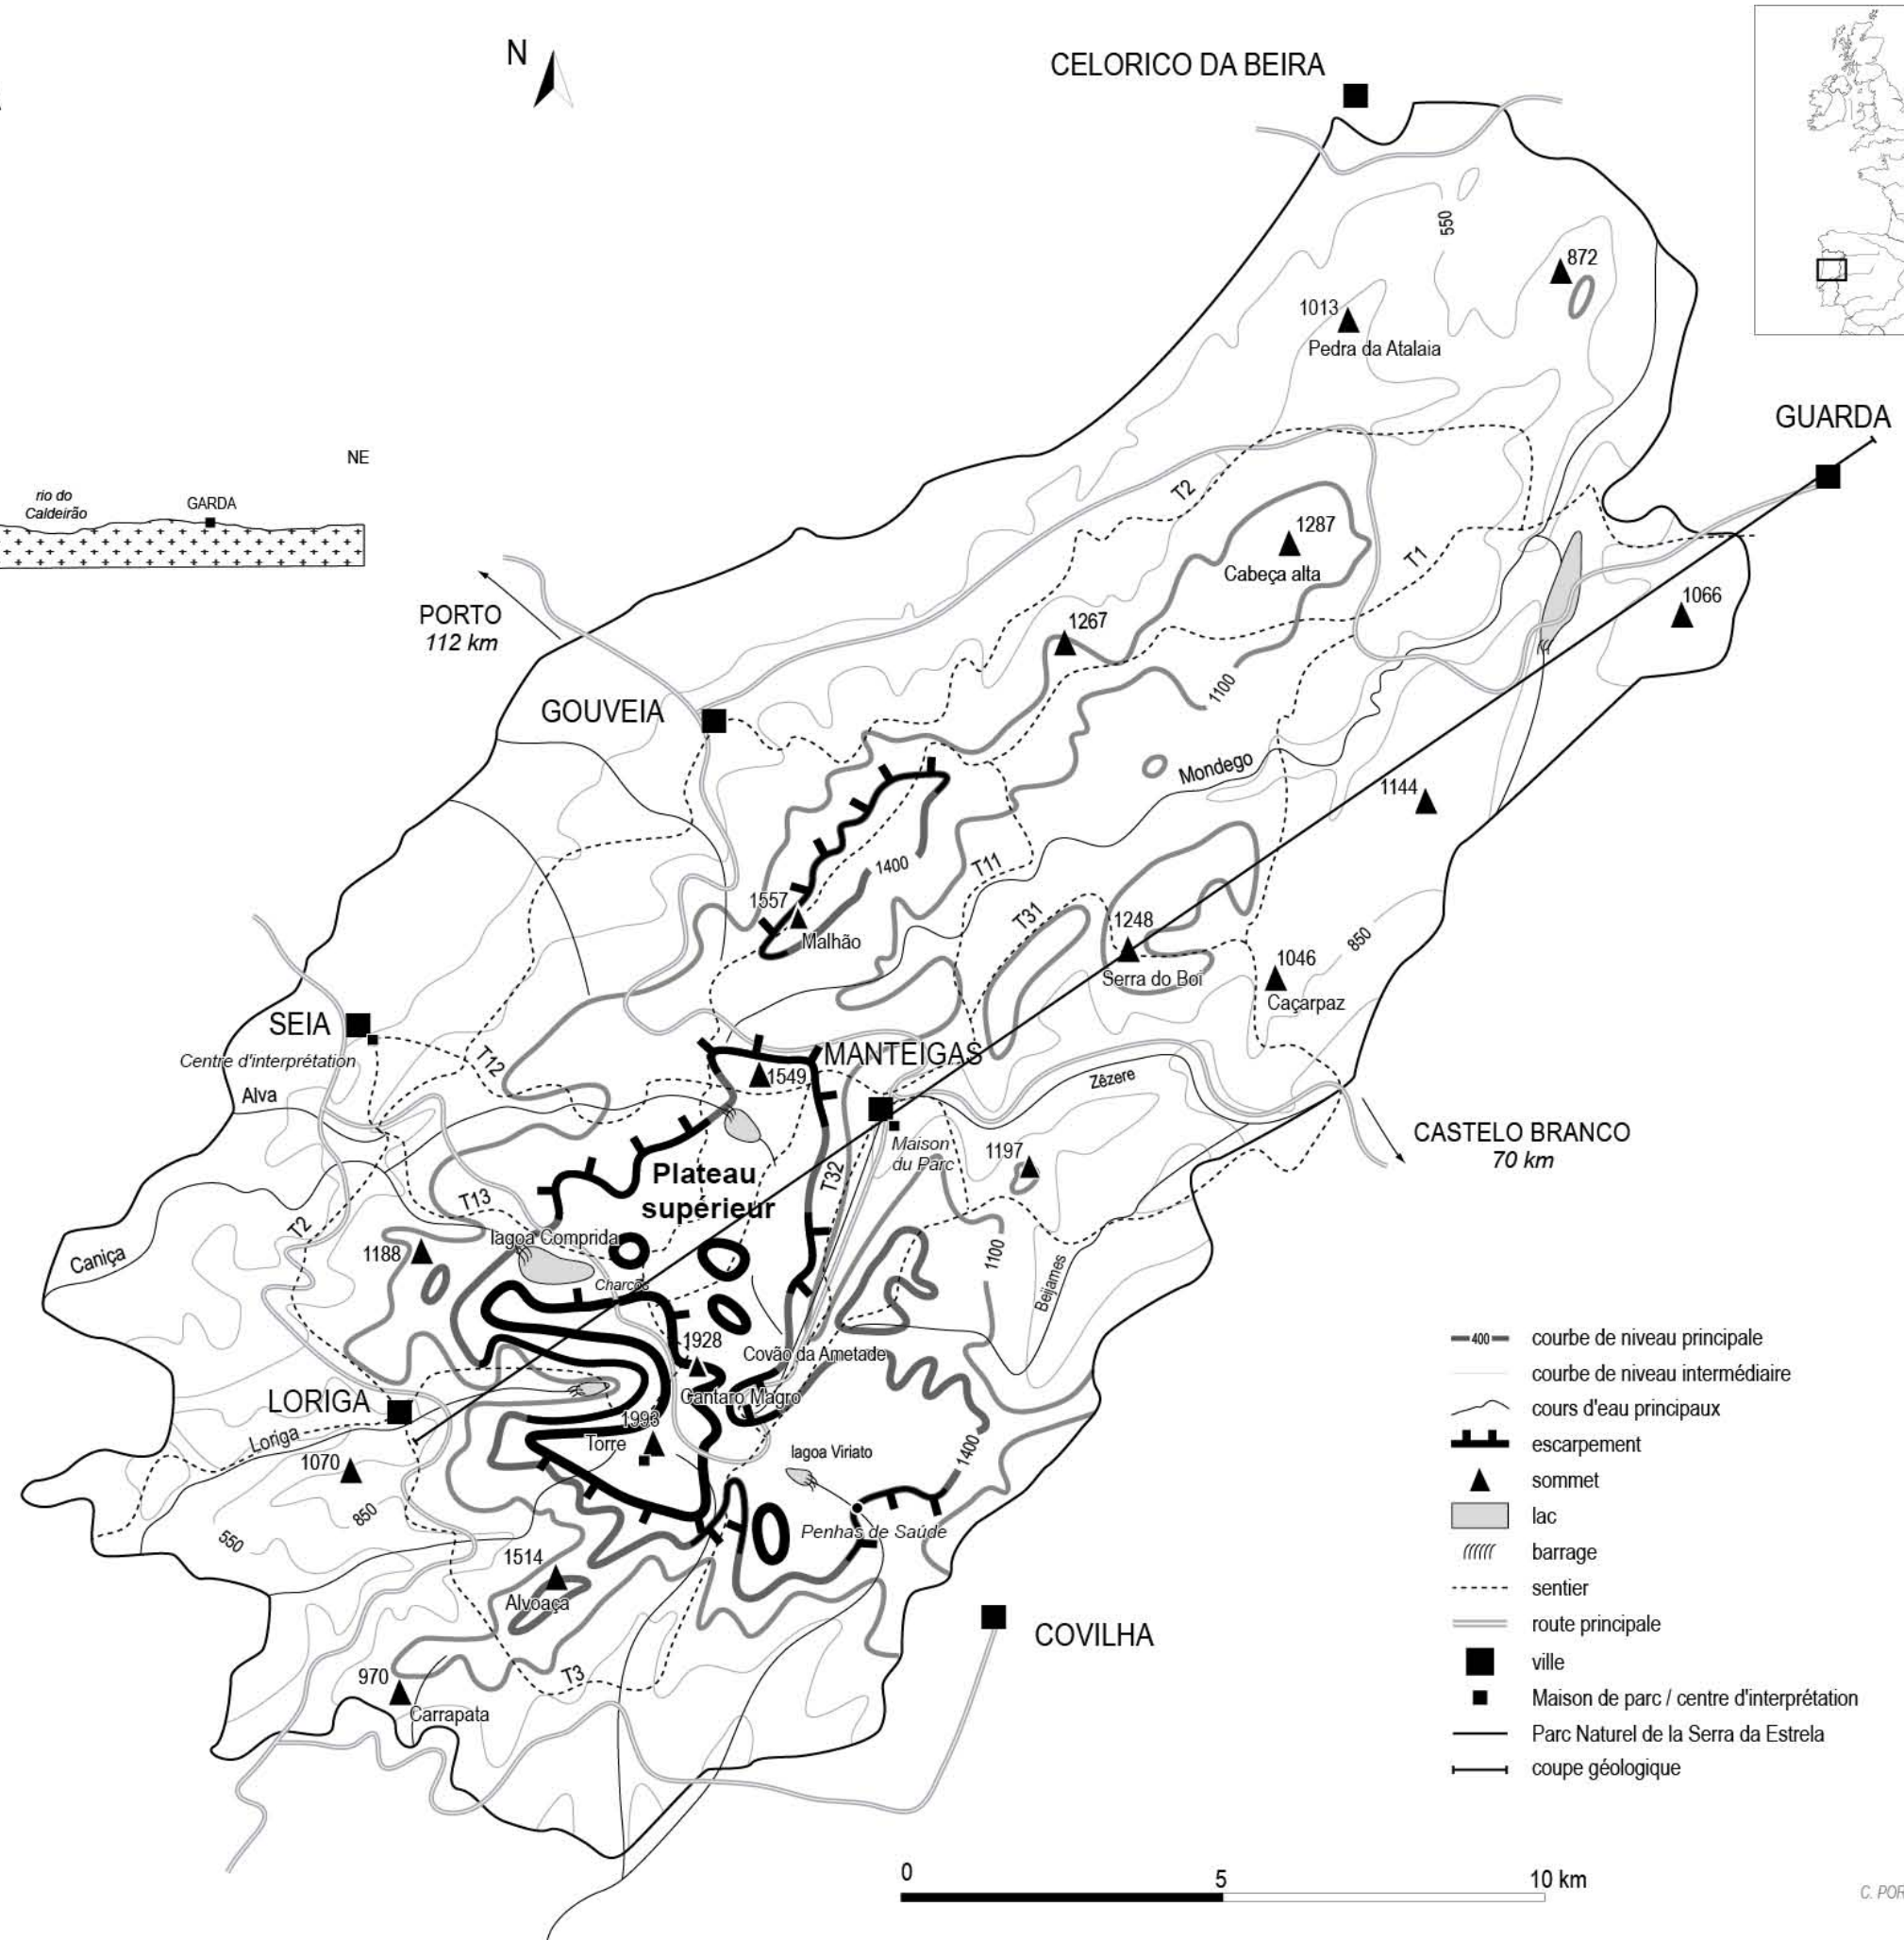 N
CELORICO DA BEIRA
550
872
1013
Pedra da Atalaia
GUARDA
NE
rio do
Caldeirão
GARDA
T2
1287
Cabeça alta
T1
1066
PORTO
112 km
1267
1100
GOUVEIA
Mondego
1144
1400
T11
1557
Malhão
T31
1248
Serra do Boi
850
1046
Caçarpaz
SEIA
Centre d'interprétation
T12
MANTEIGAS
1549
Zêzere
Alva
CASTELO BRANCO
70 km
Maison
du Parc
1197
Plateau
supérieur
T32
T13
T2
lagoa Comprida
1188
Caniça
Charcos
1100
Beijames
1928
Covão da Ametade
Cantaro Magro
LORIGA
Loriga
1993
Torre
1070
lagoa Viriato
1400
850
550
Penhas de Saúde
1514
Alvoaça
COVILHA
970
Carrapata
T3
400
courbe de niveau principale
courbe de niveau intermédiaire
cours d'eau principaux
escarpement
sommet
lac
barrage
sentier
route principale
ville
Maison de parc / centre d'interprétation
Parc Naturel de la Serra da Estrela
coupe géologique
0 5 10 km
C. POR